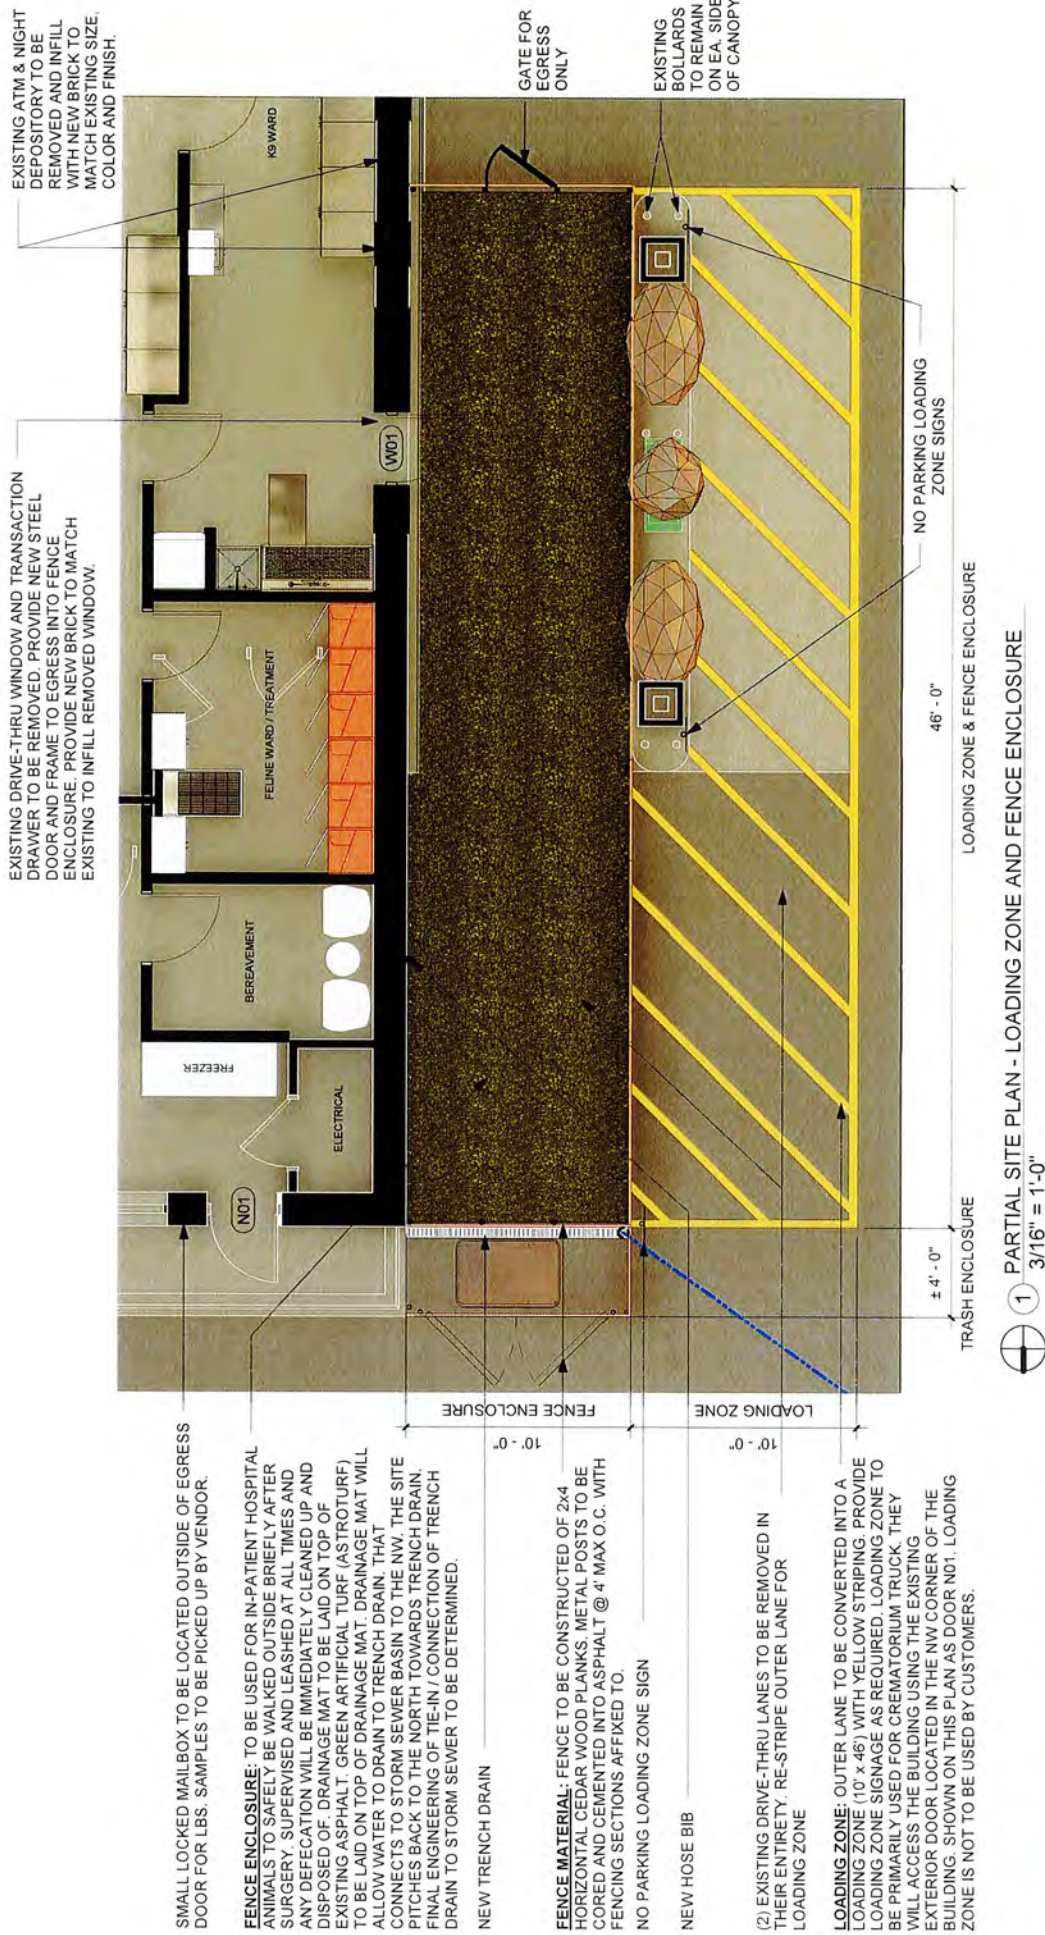 SMALL LOCKED MAILBOX TO BE LOCATED OUTSIDE OF EGRESS
DOOR FOR LBS. SAMPLES TO BE PICKED UP BY VENDOR.
FENCE ENCLOSURE: TO BE USED FOR IN-PATIENT HOSPITAL
ANIMALS TO SAFELY BE WALKED OUTSIDE BRIEFLY AFTER
SURGERY. SUPERVISED AND LEASHED AT ALL TIMES AND
ANY DEFECATION WILL BE IMMEDIATELY CLEANED UP AND
DISPOSED OF. DRAINAGE MAT TO BE LAID ON TOP OF
EXISTING ASPHALT. GREEN ARTIFICIAL TURF (ASTROTURF)
TO BE LAID ON TOP OF DRAINAGE MAT. DRAINAGE MAT WILL
ALLOW WATER TO DRAIN TO TRENCH DRAIN. THAT
CONNECTS TO STORM SEWER BASIN TO THE NW. THE SITE
PITCHES BACK TO THE NORTH TOWARDS TRENCH DRAIN.
FINAL ENGINEERING OF TIE-IN / CONNECTION OF TRENCH
DRAIN TO STORM SEWER TO BE DETERMINED.
NEW TRENCH DRAIN
FENCE MATERIAL: FENCE TO BE CONSTRUCTED OF 2x4
HORIZONTAL CEDAR WOOD PLANKS. METAL POSTS TO BE
CORED AND CEMENTED INTO ASPHALT @ 4' MAX O.C. WITH
FENCING SECTIONS AFFIXED TO.
NO PARKING LOADING ZONE SIGN
NEW HOSE BIB
(2) EXISTING DRIVE-THRU LANES TO BE REMOVED IN
THEIR ENTIRETY. RE-STRIPE OUTER LANE FOR
LOADING ZONE
LOADING ZONE: OUTER LANE TO BE CONVERTED INTO A
LOADING ZONE (10' x 46') WITH YELLOW STRIPING. PROVIDE
LOADING ZONE SIGNAGE AS REQUIRED. LOADING ZONE TO
BE PRIMARILY USED FOR CREMATORIUM TRUCK. THEY
WILL ACCESS THE BUILDING USING THE EXISTING
EXTERIOR DOOR LOCATED IN THE NW CORNER OF THE
BUILDING. SHOWN ON THIS PLAN AS DOOR N01. LOADING
ZONE IS NOT TO BE USED BY CUSTOMERS.
EXISTING DRIVE-THRU WINDOW AND TRANSACTION
DRAWER TO BE REMOVED. PROVIDE NEW STEEL
DOOR AND FRAME TO EGRESS INTO FENCE
ENCLOSURE. PROVIDE NEW BRICK TO MATCH
EXISTING TO INFILL REMOVED WINDOW.
EXISTING ATM & NIGHT
DEPOSITORY TO BE
REMOVED AND INFILL
WITH NEW BRICK TO
MATCH EXISTING SIZE,
COLOR AND FINISH.
GATE FOR
EGRESS
ONLY
EXISTING
BOLLARDS
TO REMAIN
ON EA. SIDE
OF CANOPY
NO PARKING LOADING
ZONE SIGNS
N01
FREEZER
ELECTRICAL
BEREAVEMENT
FELINE WARD / TREATMENT
W01
K9 WARD
10' - 0"
FENCE ENCLOSURE
10' - 0"
LOADING ZONE
± 4' - 0"
TRASH ENCLOSURE
46' - 0"
LOADING ZONE & FENCE ENCLOSURE
1 PARTIAL SITE PLAN - LOADING ZONE AND FENCE ENCLOSURE
3/16" = 1'-0"